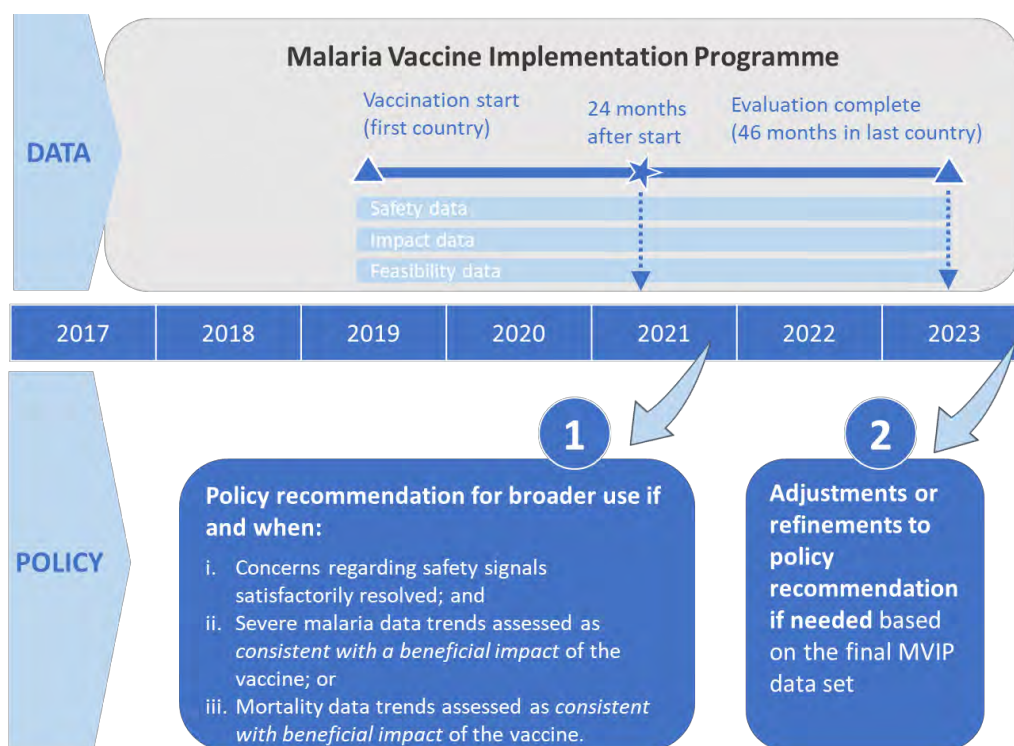 Malaria Vaccine Implementation Programme
Vaccination start
(first country)
24 months
after start
Evaluation complete
(46 months in last country)
DATA
Safety data
Impact data
Feasibility data
2017
2018
2019
2020
2021
2022
2023
POLICY
1
Policy recommendation for broader use if
and when:
i. Concerns regarding safety signals
satisfactorily resolved; and
ii. Severe malaria data trends assessed as
consistent with a beneficial impact of the
vaccine; or
iii. Mortality data trends assessed as consistent
with beneficial impact of the vaccine.
2
Adjustments or
refinements to
policy
recommendation
if needed based
on the final MVIP
data set